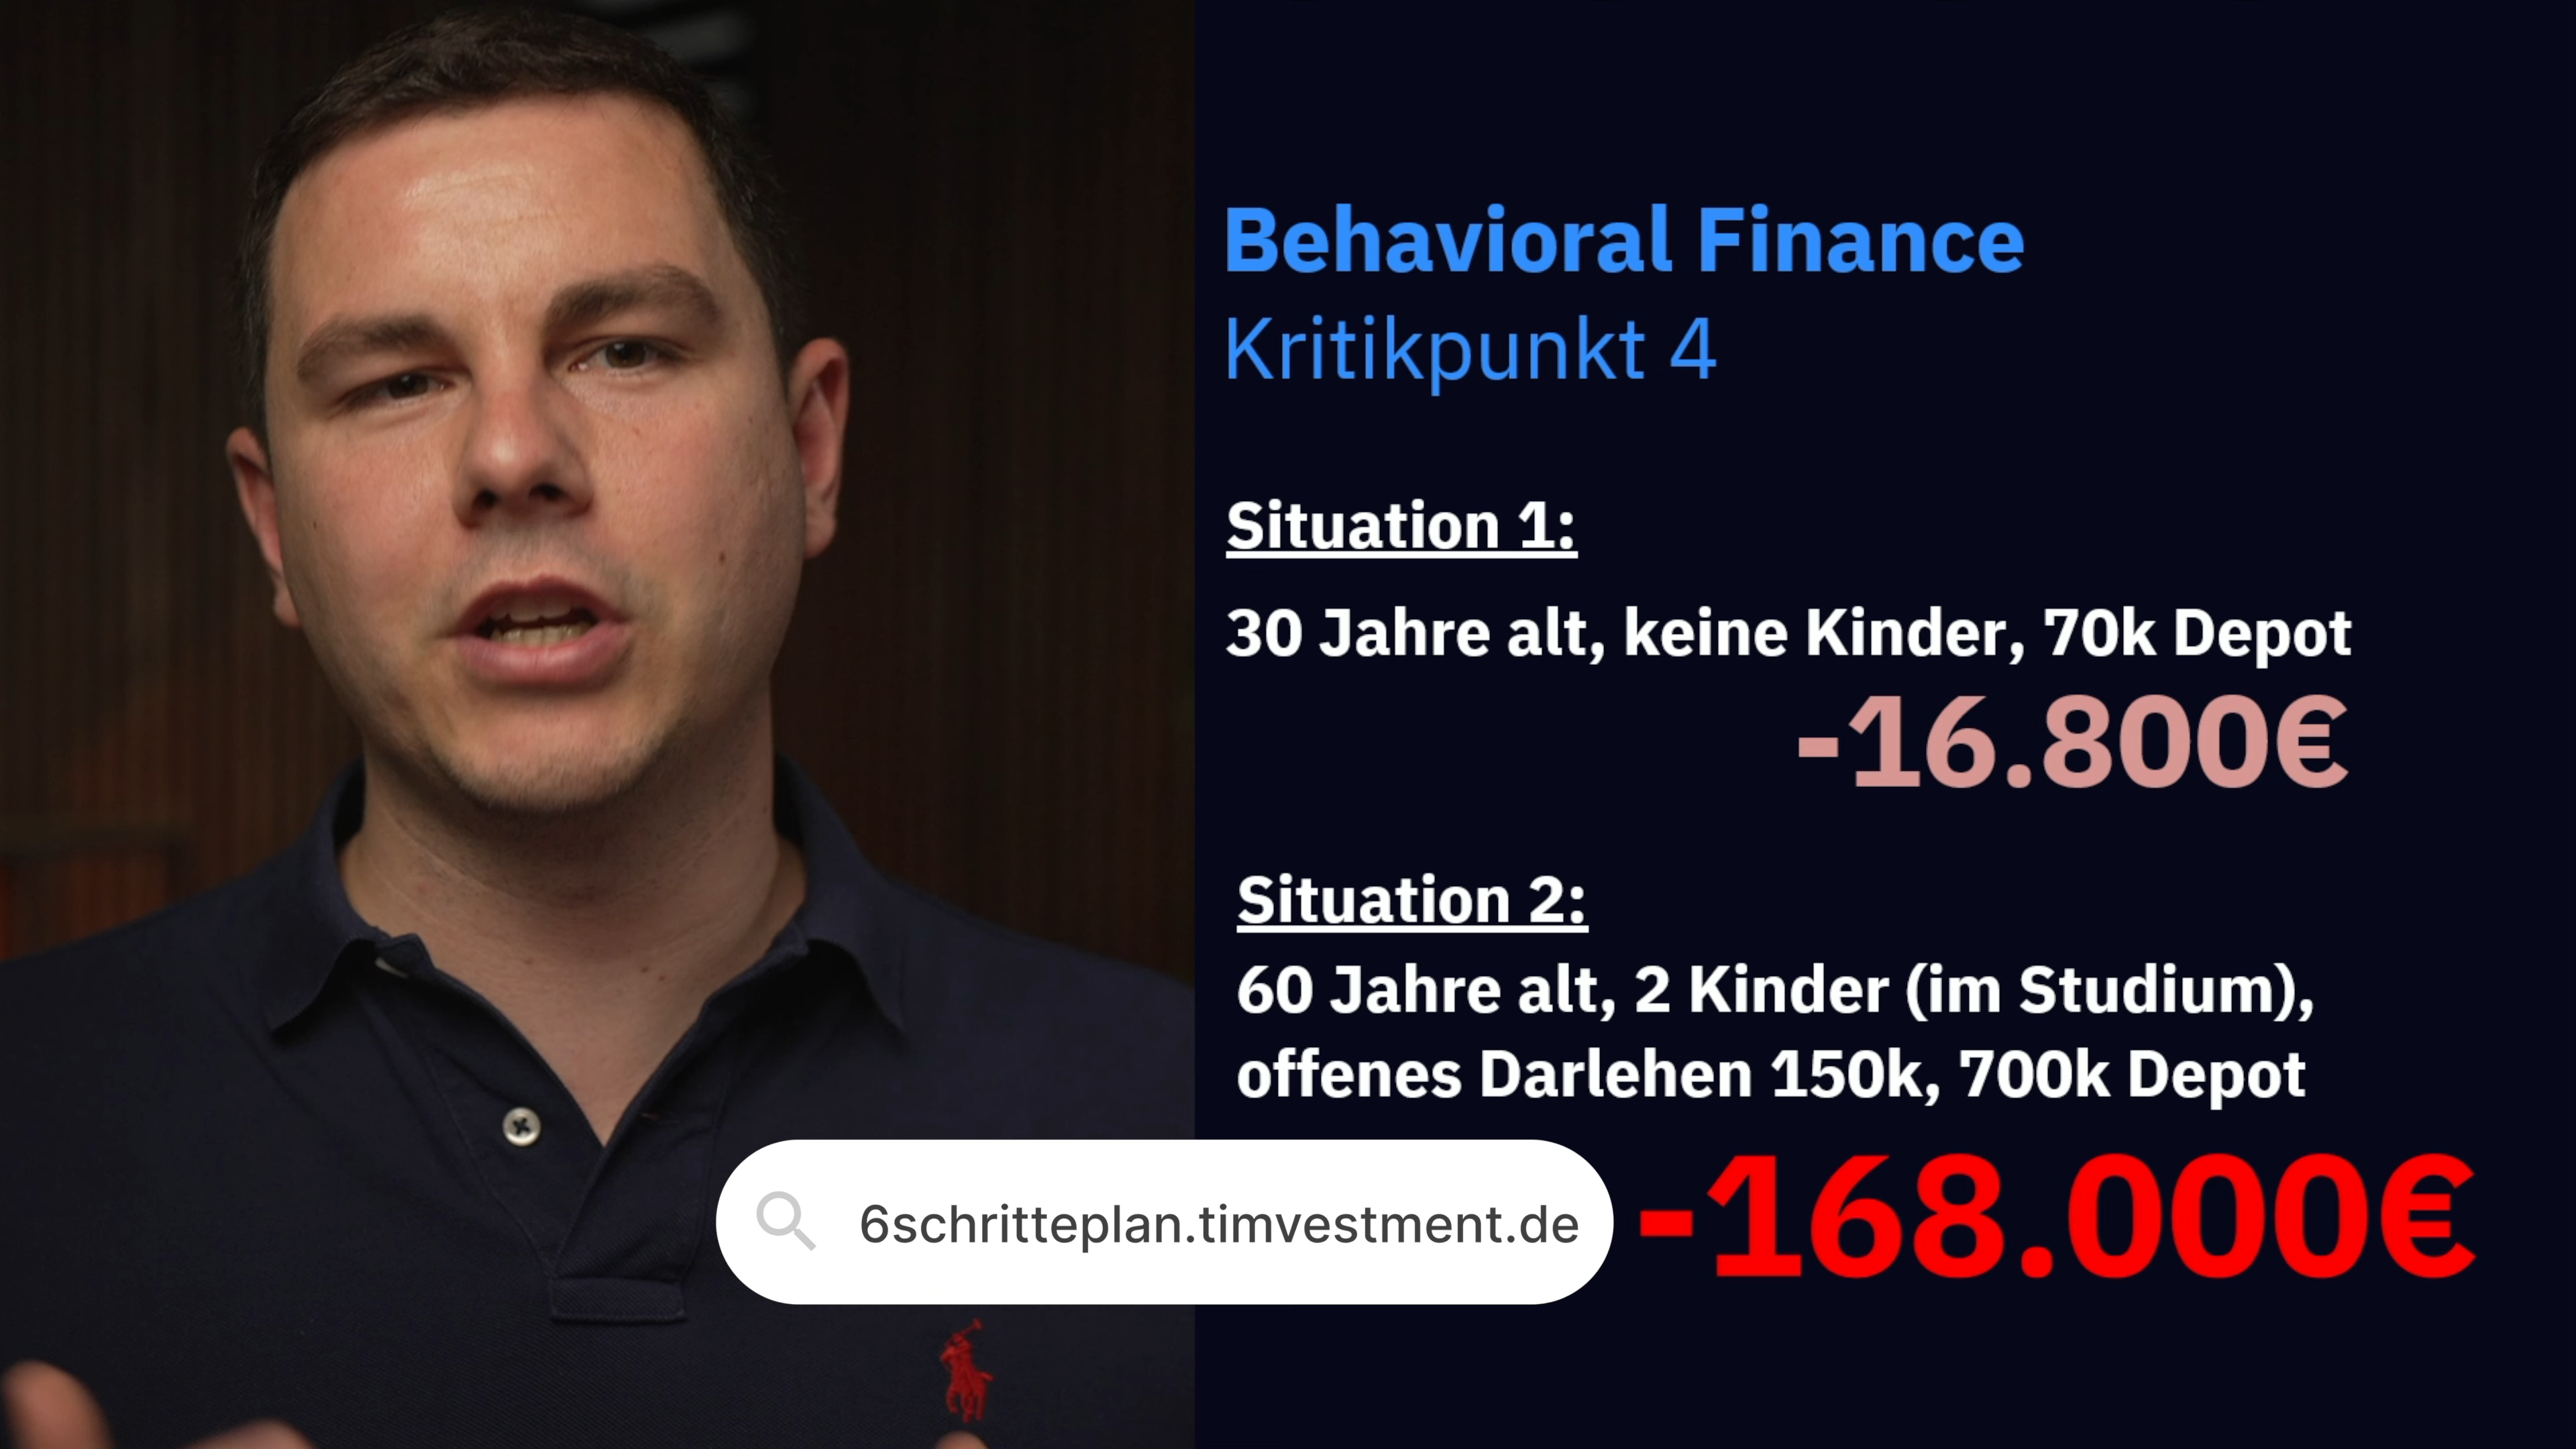 Behavioral Finance
Kritikpunkt 4
Situation 1:
30 Jahre alt, keine Kinder, 70k Depot
-16.800€
Situation 2:
60 Jahre alt, 2 Kinder (im Studium),
offenes Darlehen 150k, 700k Depot
6schritteplan.timvestment.de
-168.000€